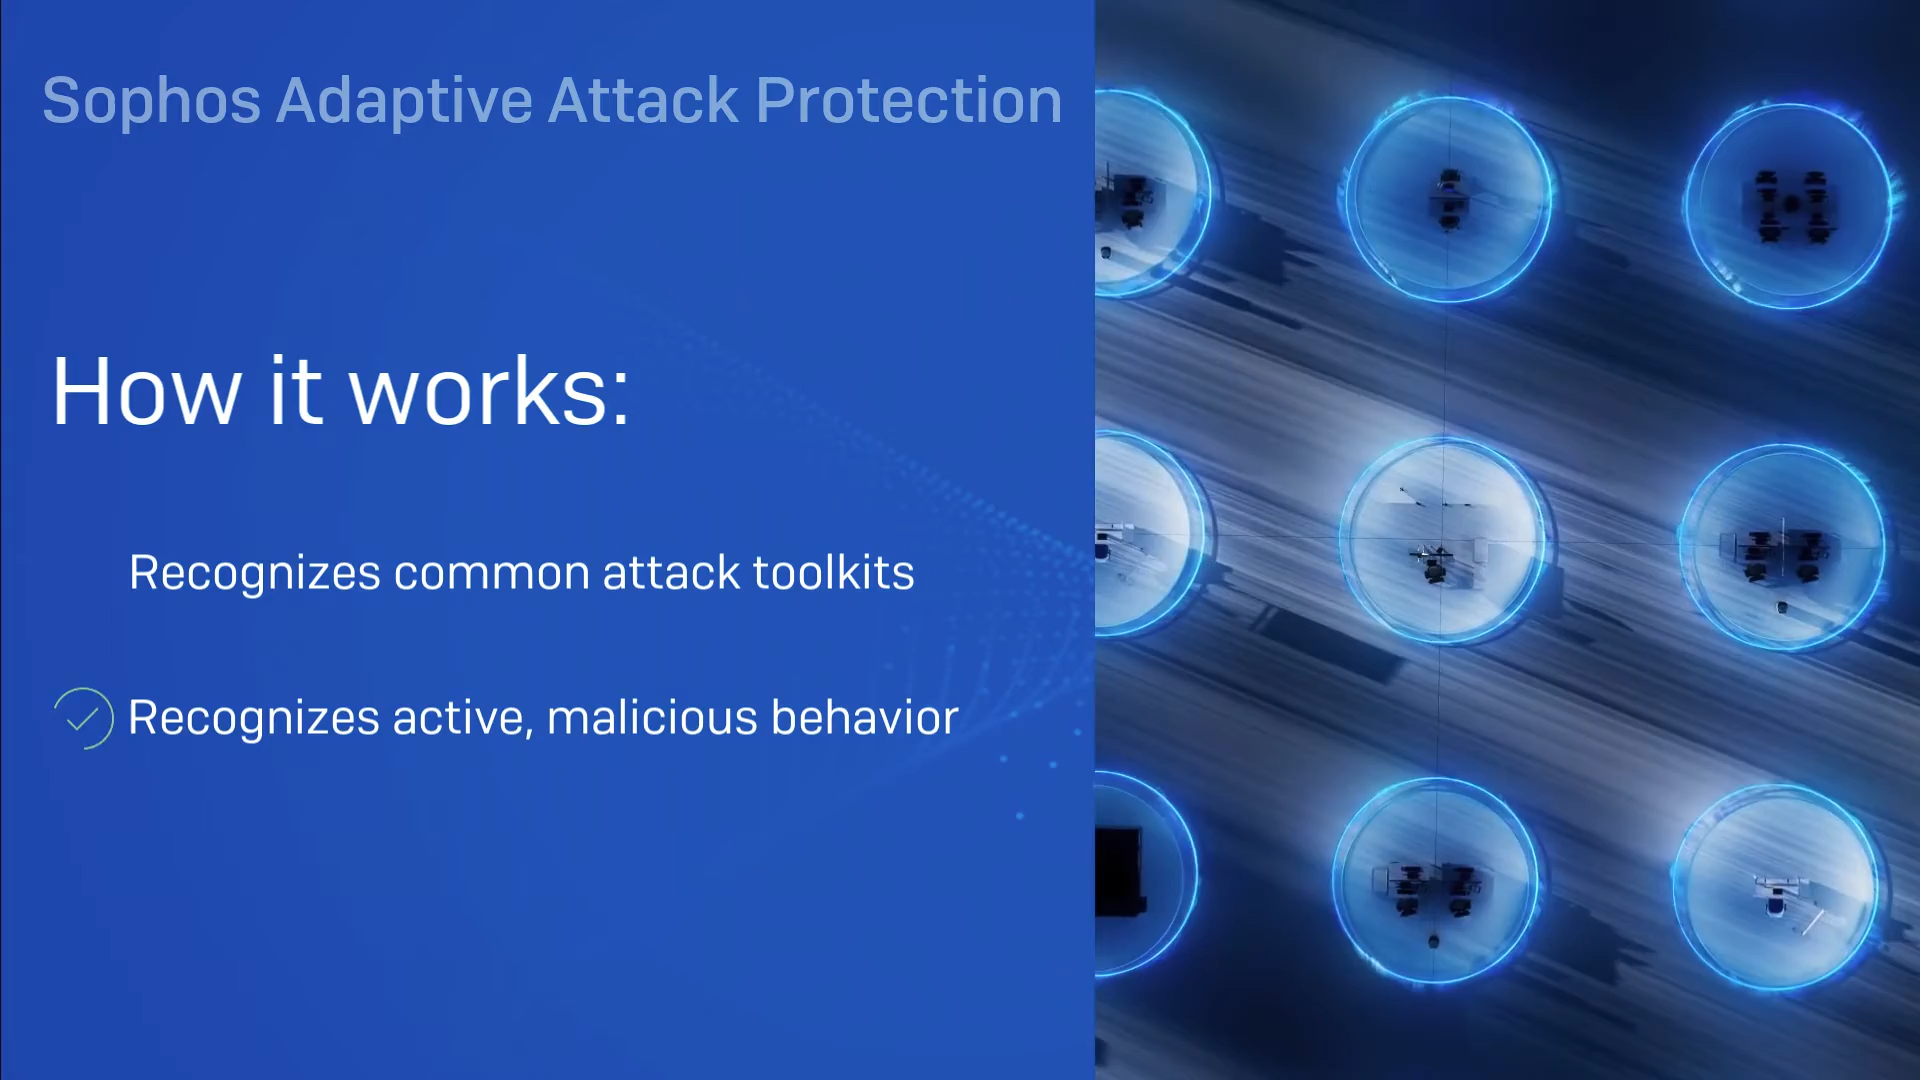 Sophos Adaptive Attack Protection
How it works:
Recognizes common attack toolkits
Recognizes active, malicious behavior